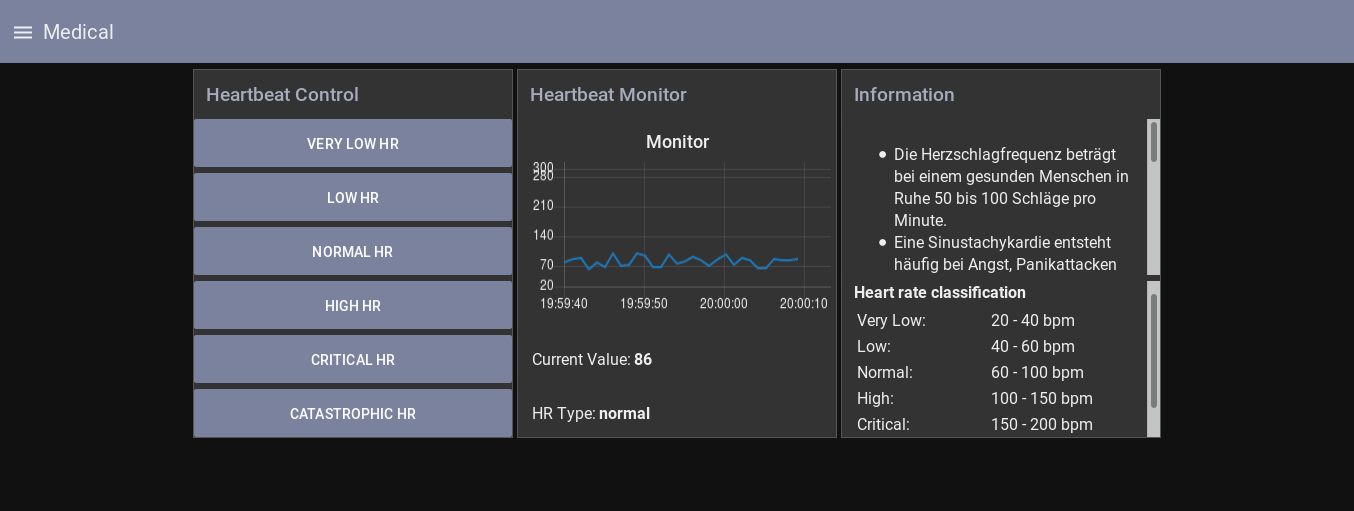 Medical
Heartbeat Control
VERY LOW HR
LOW HR
NORMAL HR
HIGH HR
CRITICAL HR
CATASTROPHIC HR
Heartbeat Monitor
Monitor
300
280
210
140
70
20
19:59:40 19:59:50 20:00:00 20:00:10
Current Value: 86
HR Type: normal
Information
Die Herzschlagfrequenz beträgt
bei einem gesunden Menschen in
Ruhe 50 bis 100 Schläge pro
Minute.
Eine Sinustachykardie entsteht
häufig bei Angst, Panikattacken
Heart rate classification
Very Low: 20 - 40 bpm
Low: 40 - 60 bpm
Normal: 60 - 100 bpm
High: 100 - 150 bpm
Critical: 150 - 200 bpm